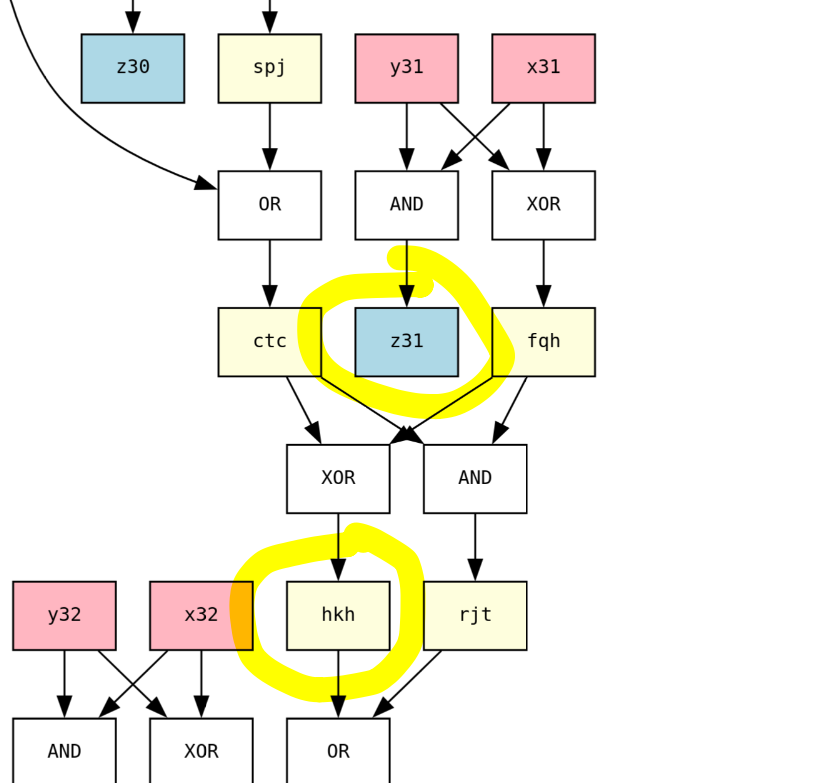 z30 spj y31 x31
OR AND XOR
ctc z31 fqh
XOR AND
y32 x32 hkh rjt
AND XOR OR